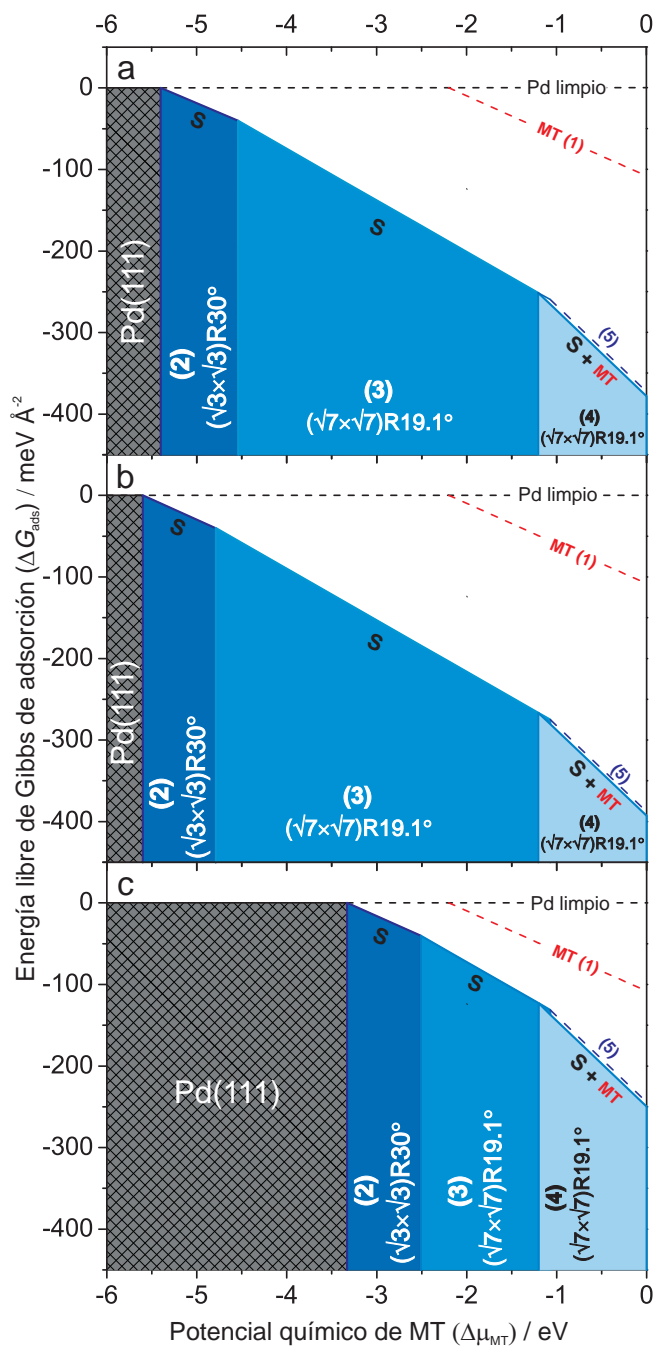 -6 -5 -4 -3 -2 -1 0
a
0
-100
-200
-300
-400
Pd limpio
MT (1)
S
S
Pd(111)
(2)
(√3×√3)R30°
(3)
(√7×√7)R19.1°
(5)
S + MT
(4)
(√7×√7)R19.1°
b
0
-100
-200
-300
-400
Pd limpio
MT (1)
S
S
Pd(111)
(2)
(√3×√3)R30°
(3)
(√7×√7)R19.1°
(5)
S + MT
(4)
(√7×√7)R19.1°
c
0
-100
-200
-300
-400
Pd limpio
MT (1)
S
S
Pd(111)
(2)
(√3×√3)R30°
(3)
(√7×√7)R19.1°
(5)
S + MT
(4)
(√7×√7)R19.1°
-6 -5 -4 -3 -2 -1 0
Energía libre de Gibbs de adsorción (ΔG_ads) / meV Å⁻²
Potencial químico de MT (Δμ_MT) / eV